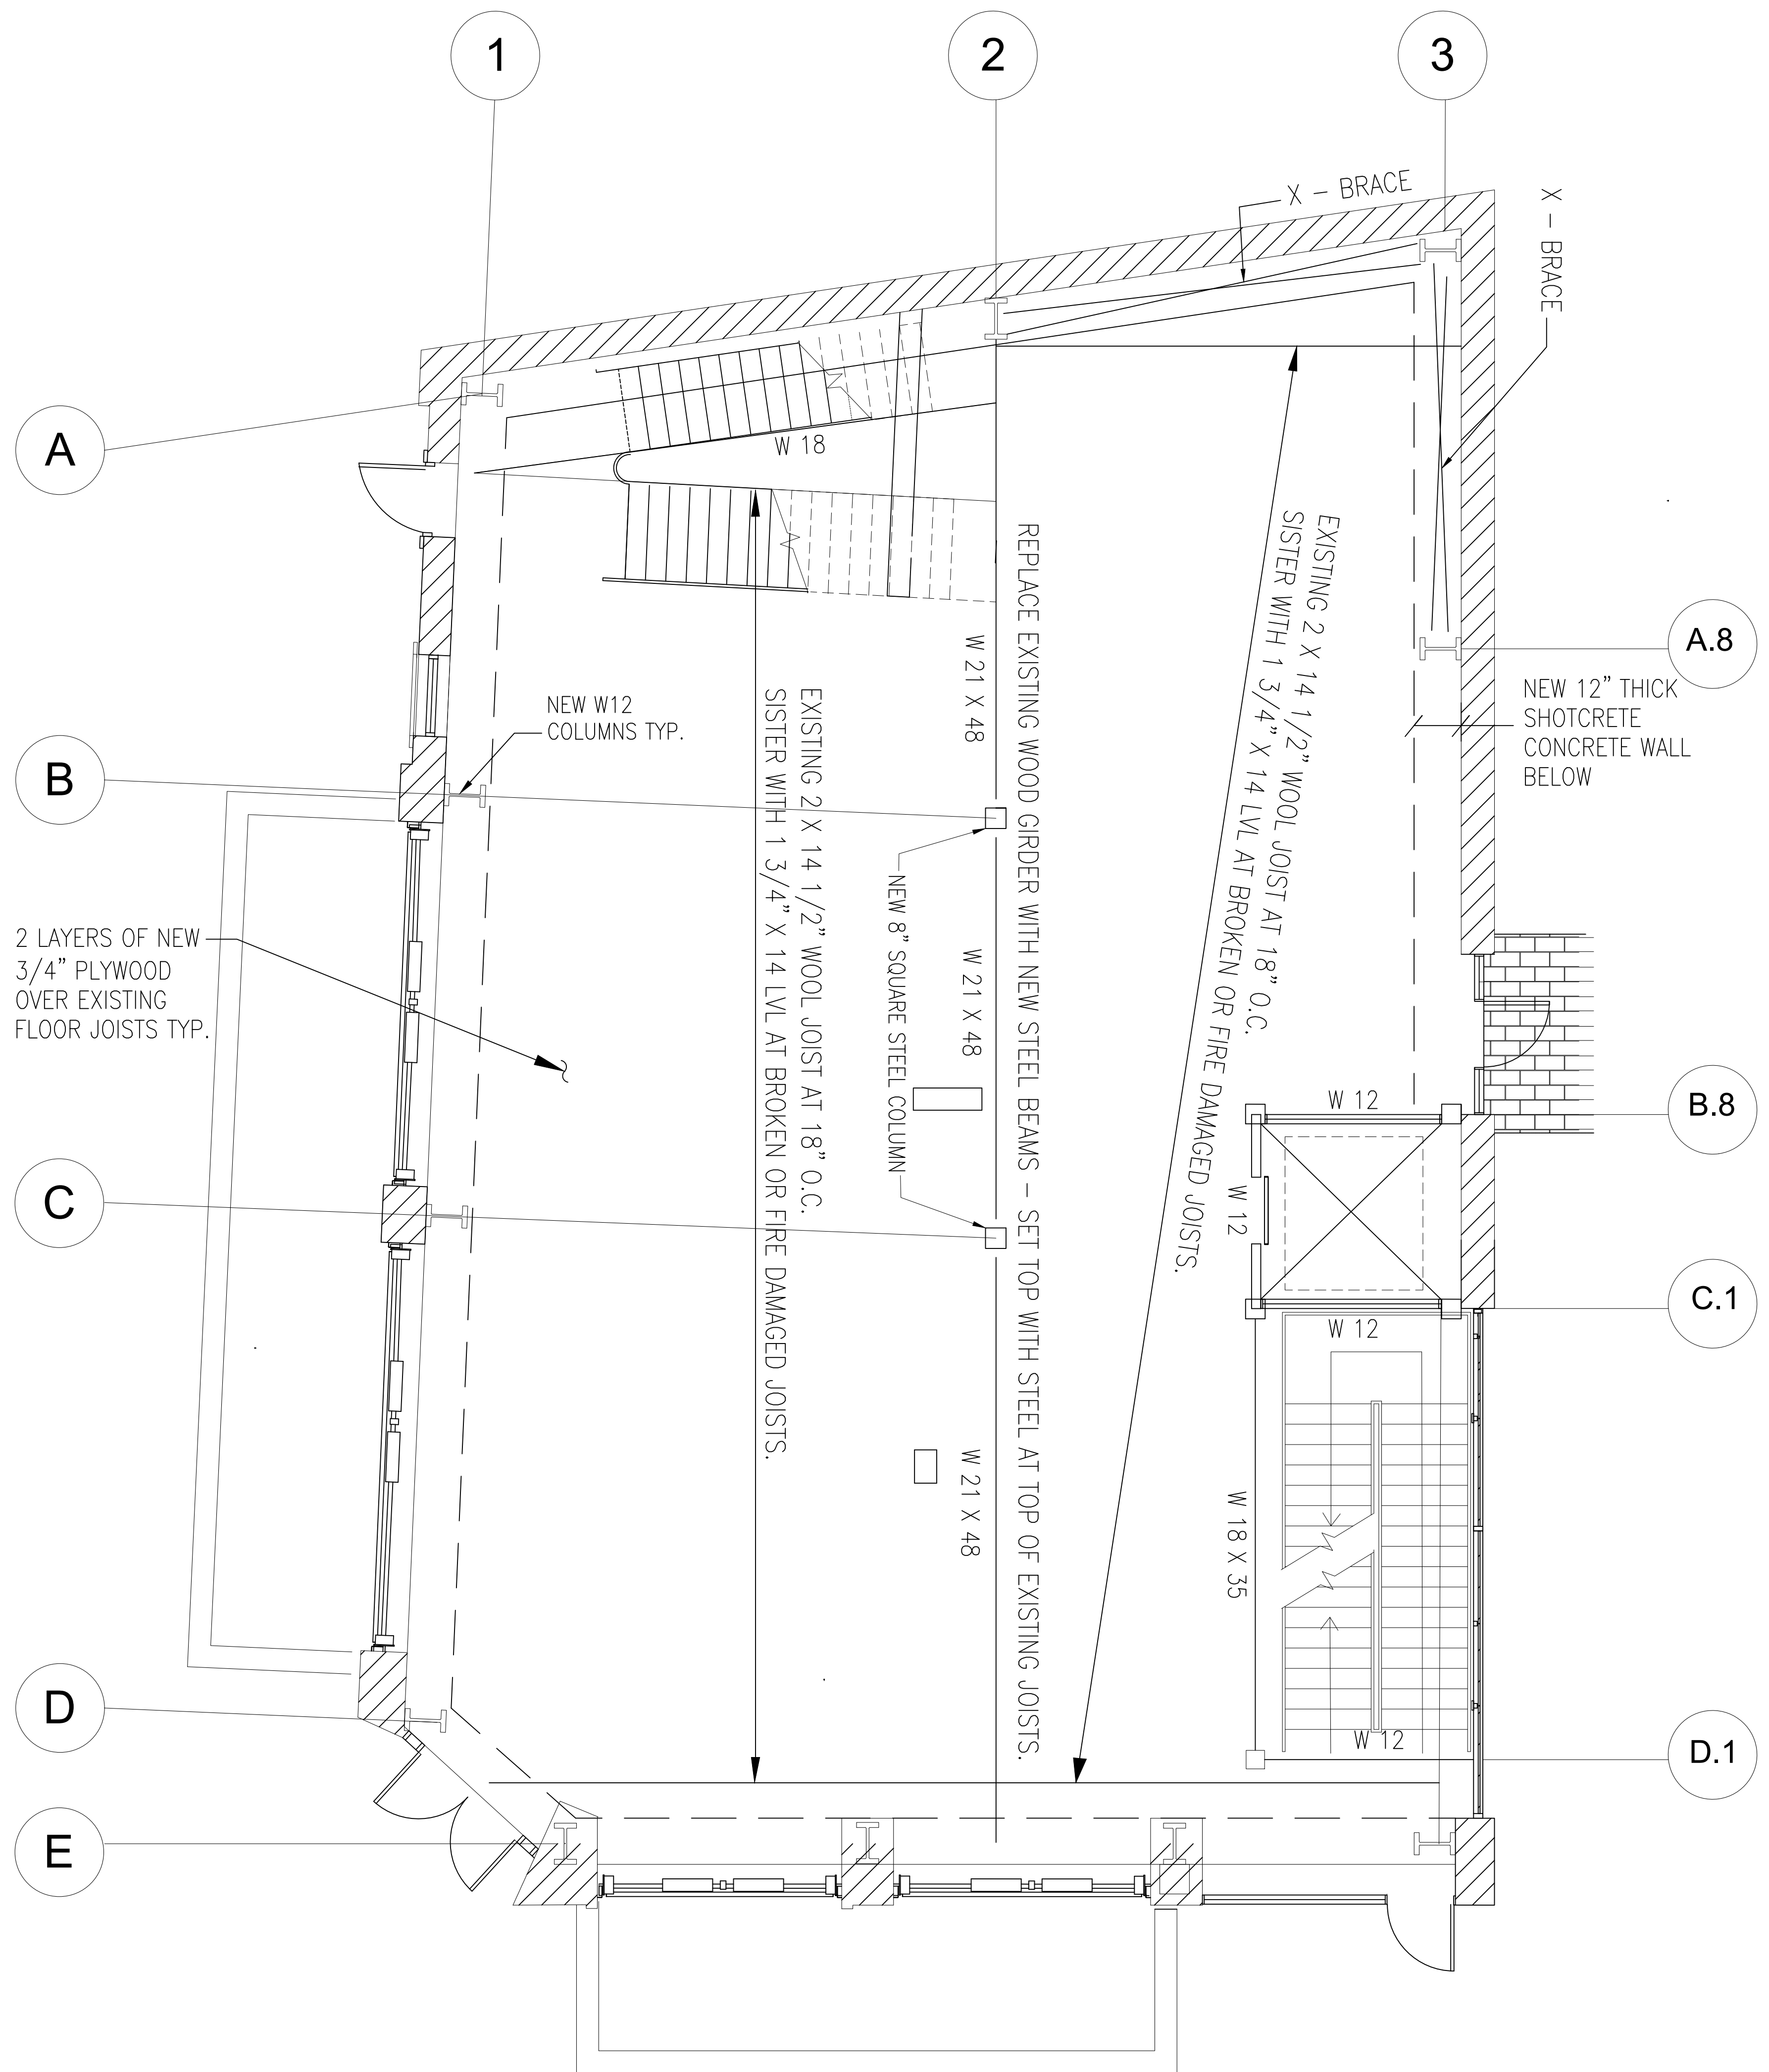 1
2
3
X - BRACE
X - BRACE
A
W 18
A.8
NEW 12" THICK
SHOTCRETE
CONCRETE WALL
BELOW
EXISTING 2 X 14 1/2" WOOL JOIST AT 18" O.C.
SISTER WITH 1 3/4" X 14 LVL AT BROKEN OR FIRE DAMAGED JOISTS.
REPLACE EXISTING WOOD GIRDER WITH NEW STEEL BEAMS - SET TOP WITH STEEL AT TOP OF EXISTING JOISTS.
W 21 X 48
NEW W12
COLUMNS TYP.
B
EXISTING 2 X 14 1/2" WOOL JOIST AT 18" O.C.
SISTER WITH 1 3/4" X 14 LVL AT BROKEN OR FIRE DAMAGED JOISTS.
NEW 8" SQUARE STEEL COLUMN
W 21 X 48
2 LAYERS OF NEW
3/4" PLYWOOD
OVER EXISTING
FLOOR JOISTS TYP.
W 12
B.8
C
W 12
C.1
W 12
W 21 X 48
W 18 X 35
D
W 12
D.1
E